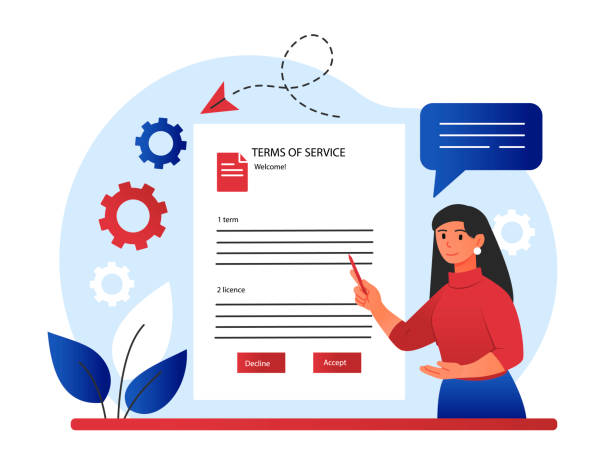 TERMS OF SERVICE
Welcome!
1 term
2 licence
Decline
Accept